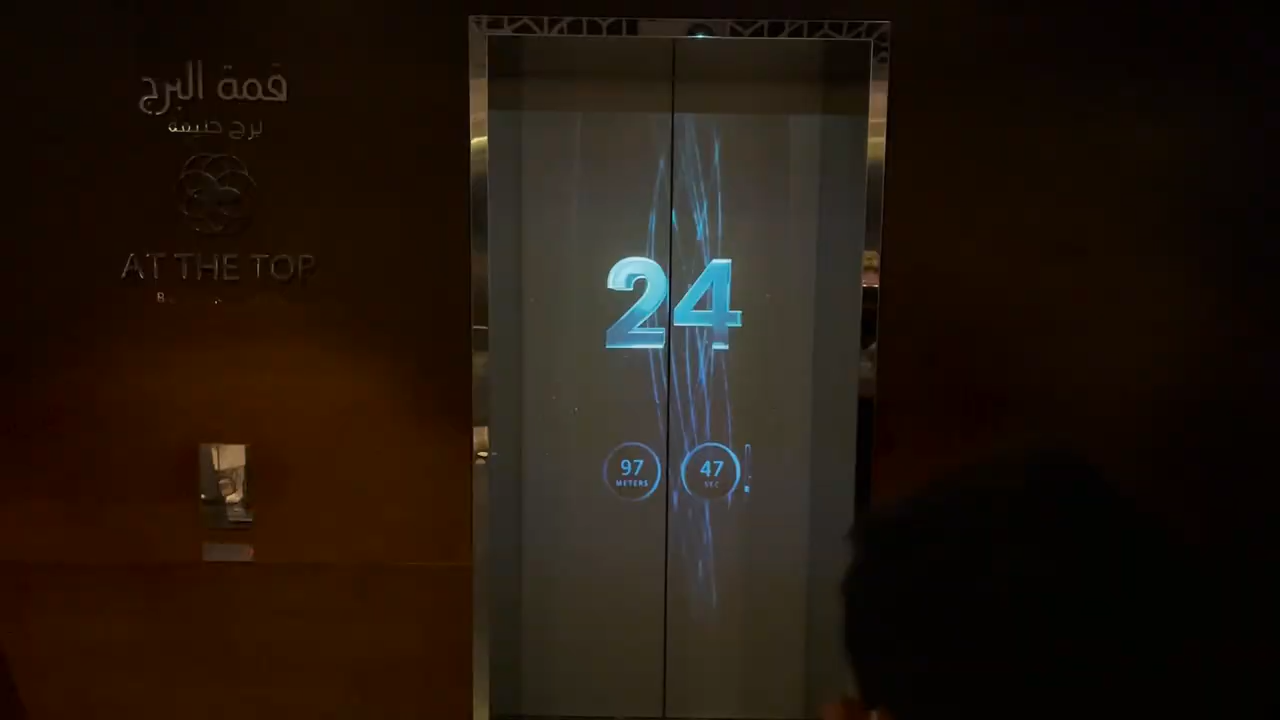 قمة البرج
برج خليفة
AT THE TOP
24
97
METERS
47
SEC